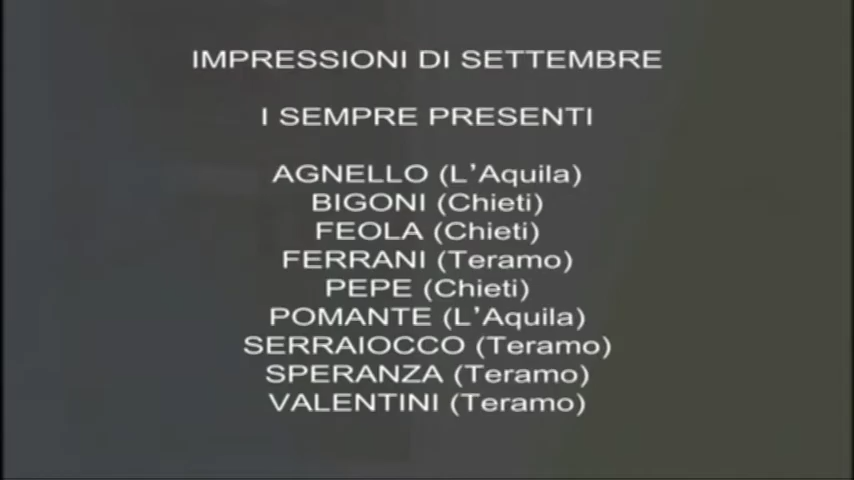 IMPRESSIONI DI SETTEMBRE
I SEMPRE PRESENTI
AGNELLO (L'Aquila)
BIGONI (Chieti)
FEOLA (Chieti)
FERRANI (Teramo)
PEPE (Chieti)
POMANTE (L'Aquila)
SERRAIOCCO (Teramo)
SPERANZA (Teramo)
VALENTINI (Teramo)